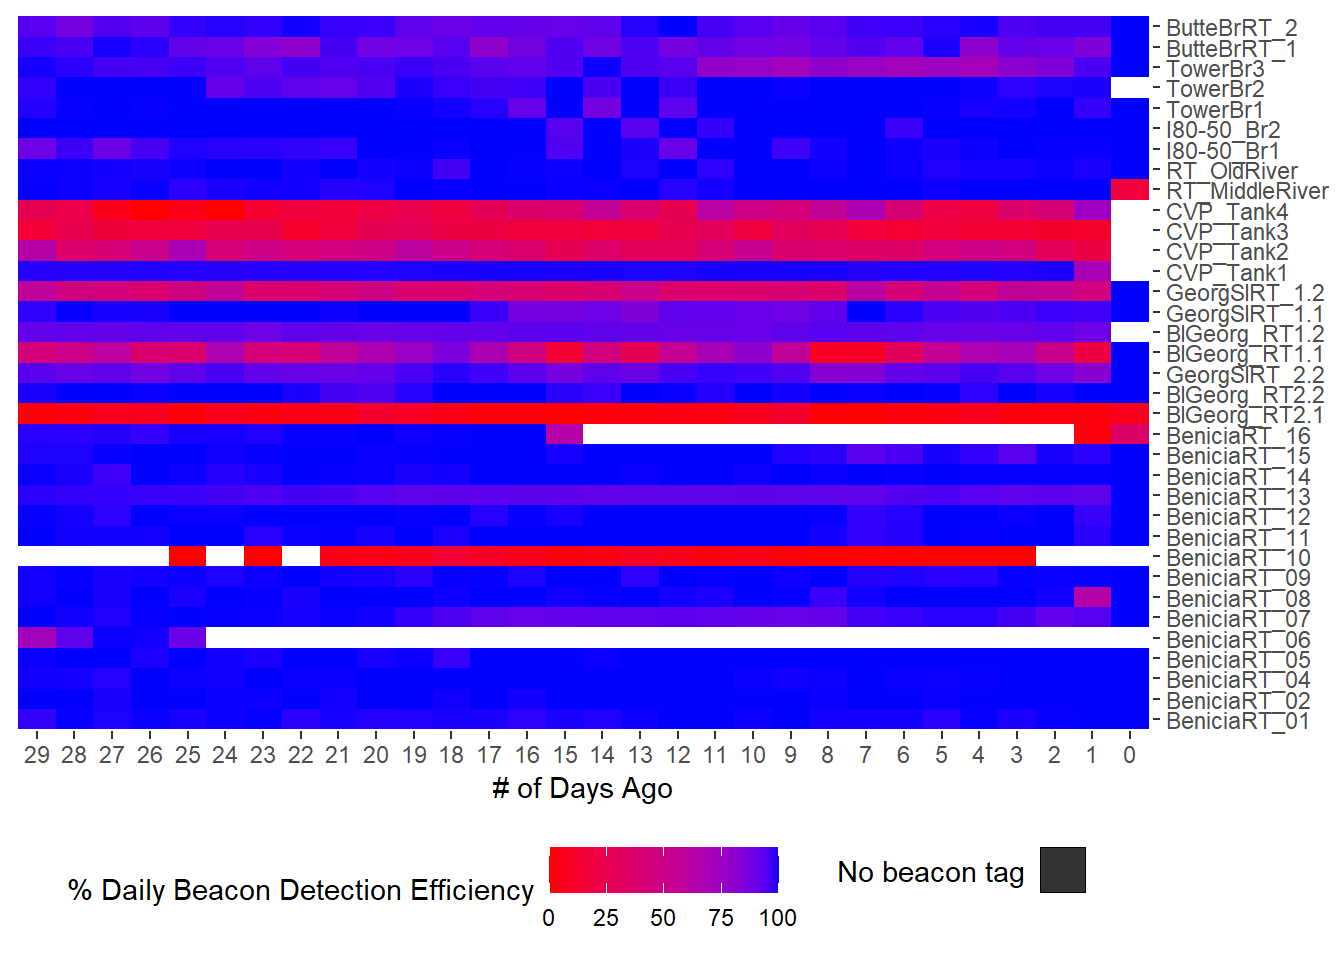 ButteBrRT_2
ButteBrRT_1
TowerBr3
TowerBr2
TowerBr1
I80-50_Br2
I80-50_Br1
RT_OldRiver
RT_MiddleRiver
CVP_Tank4
CVP_Tank3
CVP_Tank2
CVP_Tank1
GeorgSlRT_1.2
GeorgSlRT_1.1
BlGeorg_RT1.2
BlGeorg_RT1.1
GeorgSlRT_2.2
BlGeorg_RT2.2
BlGeorg_RT2.1
BeniciaRT_16
BeniciaRT_15
BeniciaRT_14
BeniciaRT_13
BeniciaRT_12
BeniciaRT_11
BeniciaRT_10
BeniciaRT_09
BeniciaRT_08
BeniciaRT_07
BeniciaRT_06
BeniciaRT_05
BeniciaRT_04
BeniciaRT_02
BeniciaRT_01
29 28 27 26 25 24 23 22 21 20 19 18 17 16 15 14 13 12 11 10 9 8 7 6 5 4 3 2 1 0
# of Days Ago
% Daily Beacon Detection Efficiency
0 25 50 75 100
No beacon tag